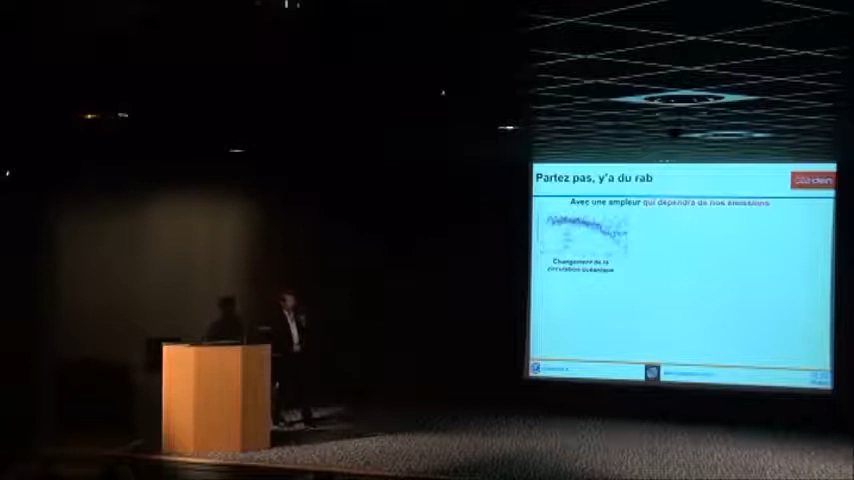 Partez pas, y'a du rab
Avec une ampleur qui dépendra de nos émissions
Changement de la
circulation océanique